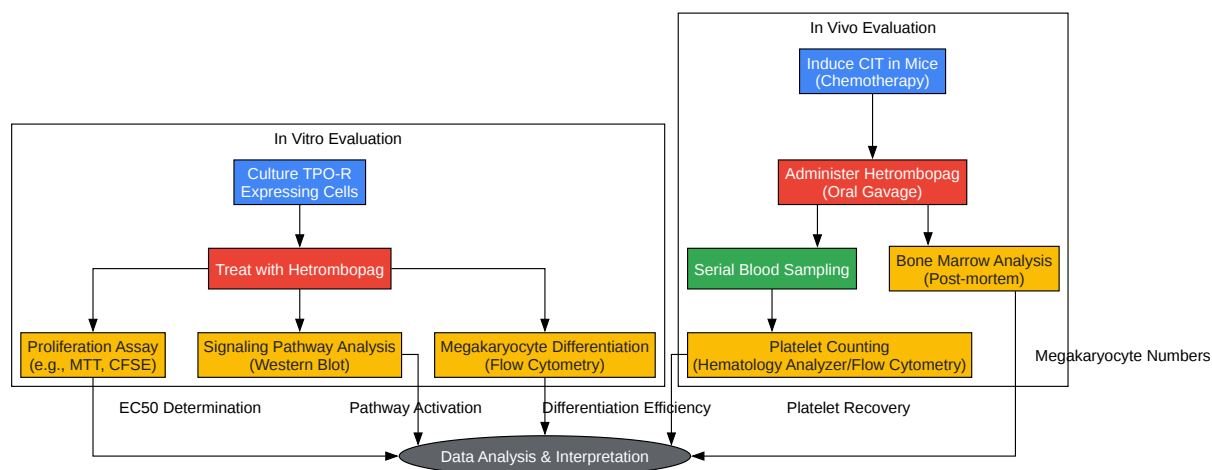 In Vivo Evaluation
Induce CIT in Mice
(Chemotherapy)
In Vitro Evaluation
Culture TPO-R
Expressing Cells
Administer Hetrombopag
(Oral Gavage)
Treat with Hetrombopag
Serial Blood Sampling
Bone Marrow Analysis
(Post-mortem)
Proliferation Assay
(e.g., MTT, CFSE)
Signaling Pathway Analysis
(Western Blot)
Megakaryocyte Differentiation
(Flow Cytometry)
Platelet Counting
(Hematology Analyzer/Flow Cytometry)
Megakaryocyte Numbers
EC50 Determination
Pathway Activation
Differentiation Efficiency
Platelet Recovery
Data Analysis & Interpretation